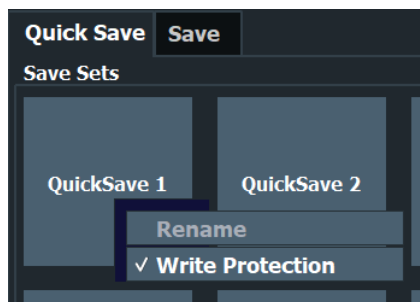 Quick Save Save
Save Sets
QuickSave 1 QuickSave 2
Rename
✓ Write Protection